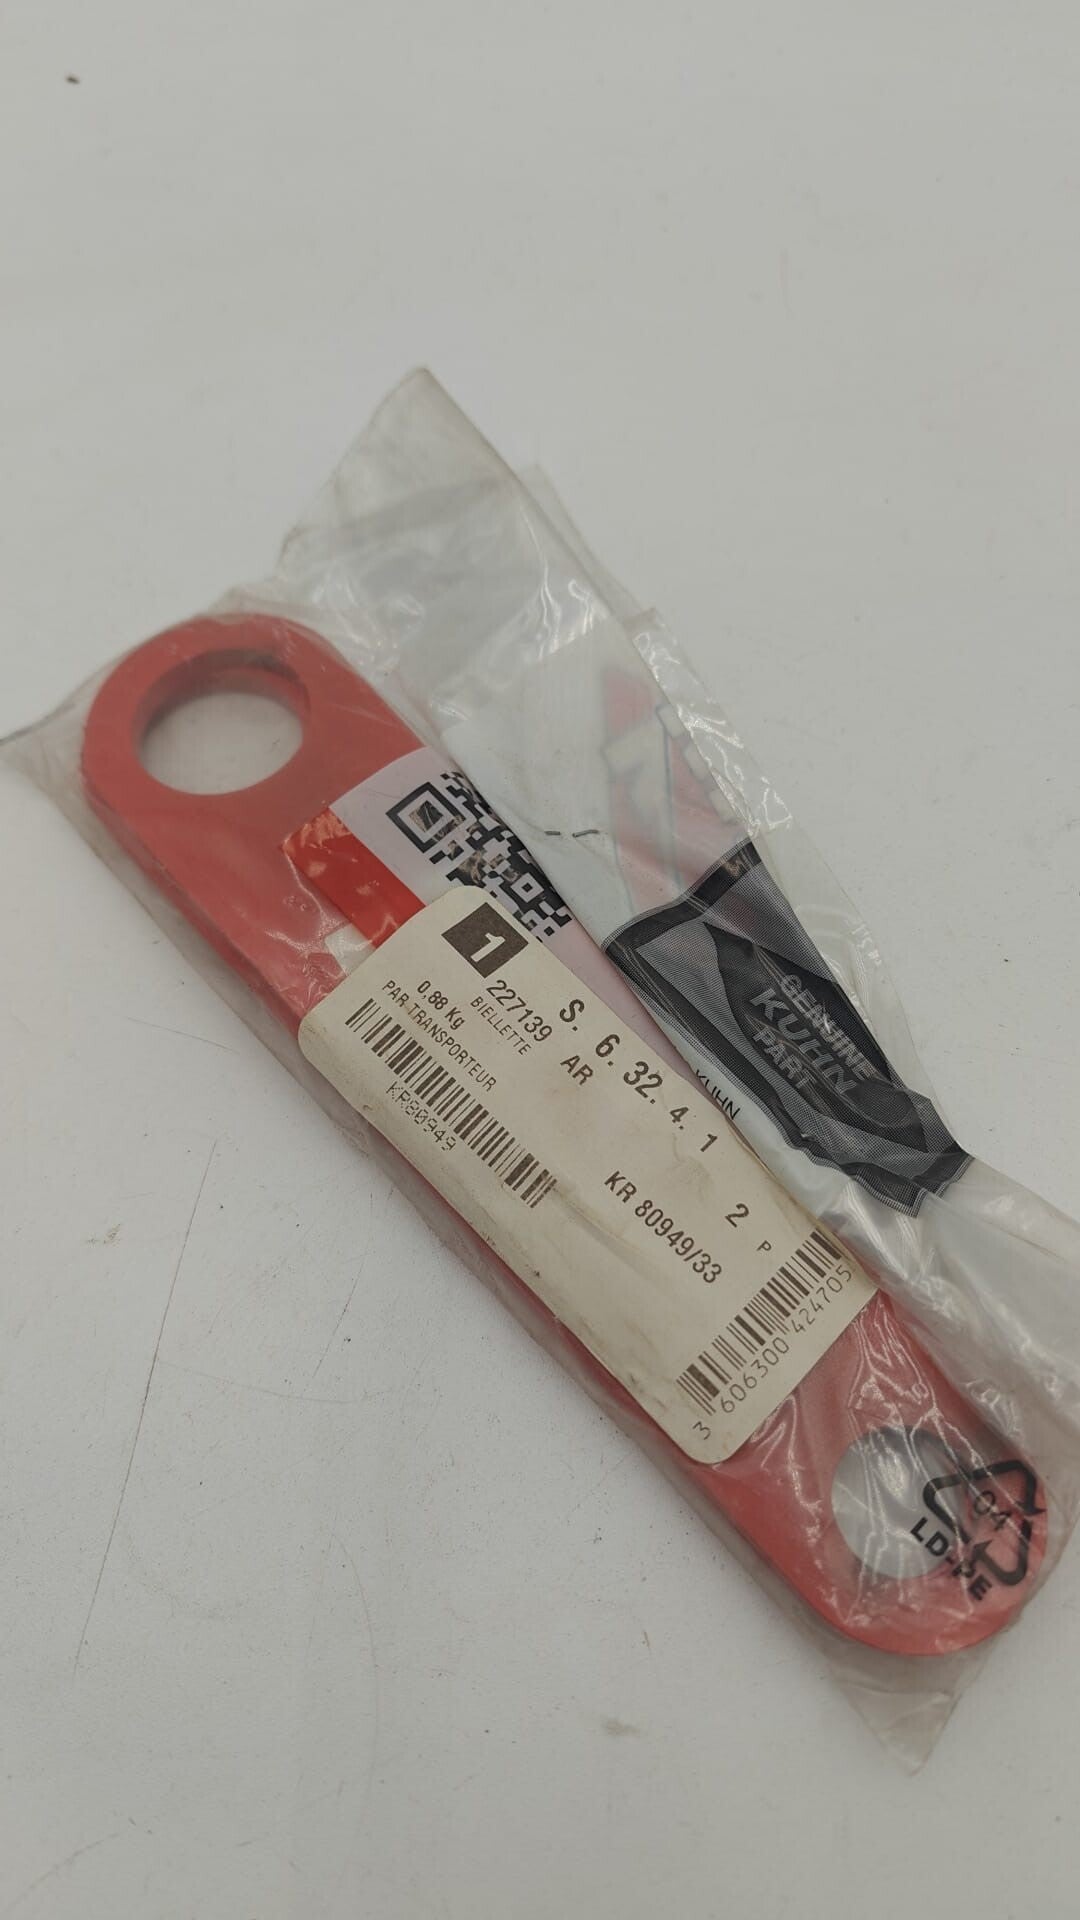 1
S. 6. 32. 4. 1 2 P
227139 AR
BIELLETTE
0.88 Kg
PAR TRANSPORTEUR
KR80949
KR 80949/33
3 606300 424705
KUHN
GENUINE
KUHN
PART
04
LD-PE